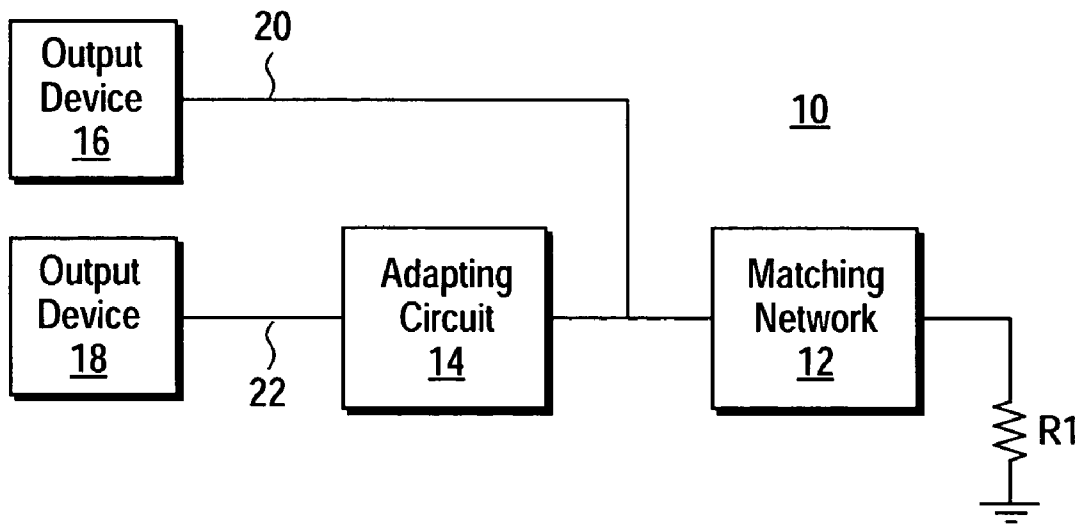 Output
Device
16
20
10
Output
Device
18
22
Adapting
Circuit
14
Matching
Network
12
R1